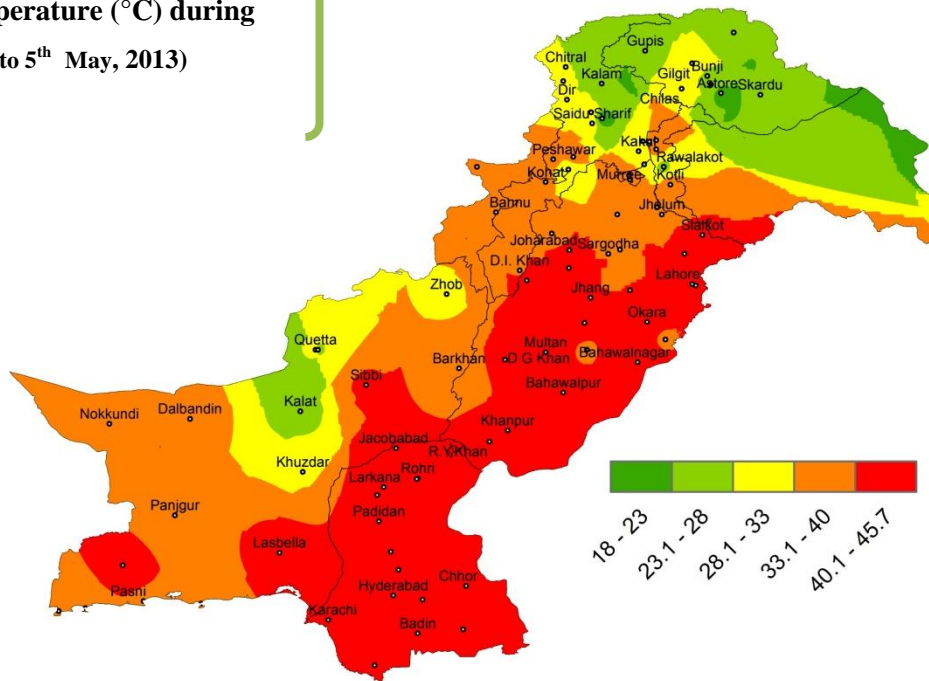 perature (°C) during
to 5th May, 2013)
Gupis
Chitral
Bunji
Gilgit
Kalam
Astore
Skardu
Dir
Chilas
Saidu Sharif
Kakul
Peshawar
Rawalakot
Kohat
Murree
Kotli
Bannu
Jhelum
Sialkot
Joharabad
Sargodha
D.I. Khan
Lahore
Zhob
Jhang
Okara
Quetta
Multan
Barkhan
D G Khan
Bahawalnagar
Sibbi
Bahawalpur
Kalat
Nokkundi
Dalbandin
Khanpur
Jacobabad
R.Y.Khan
Khuzdar
Rohri
Larkana
Panjgur
Padidan
Lasbella
Chhor
Hyderabad
Pasni
Karachi
Badin
18 - 23
23.1 - 28
28.1 - 33
33.1 - 40
40.1 - 45.7